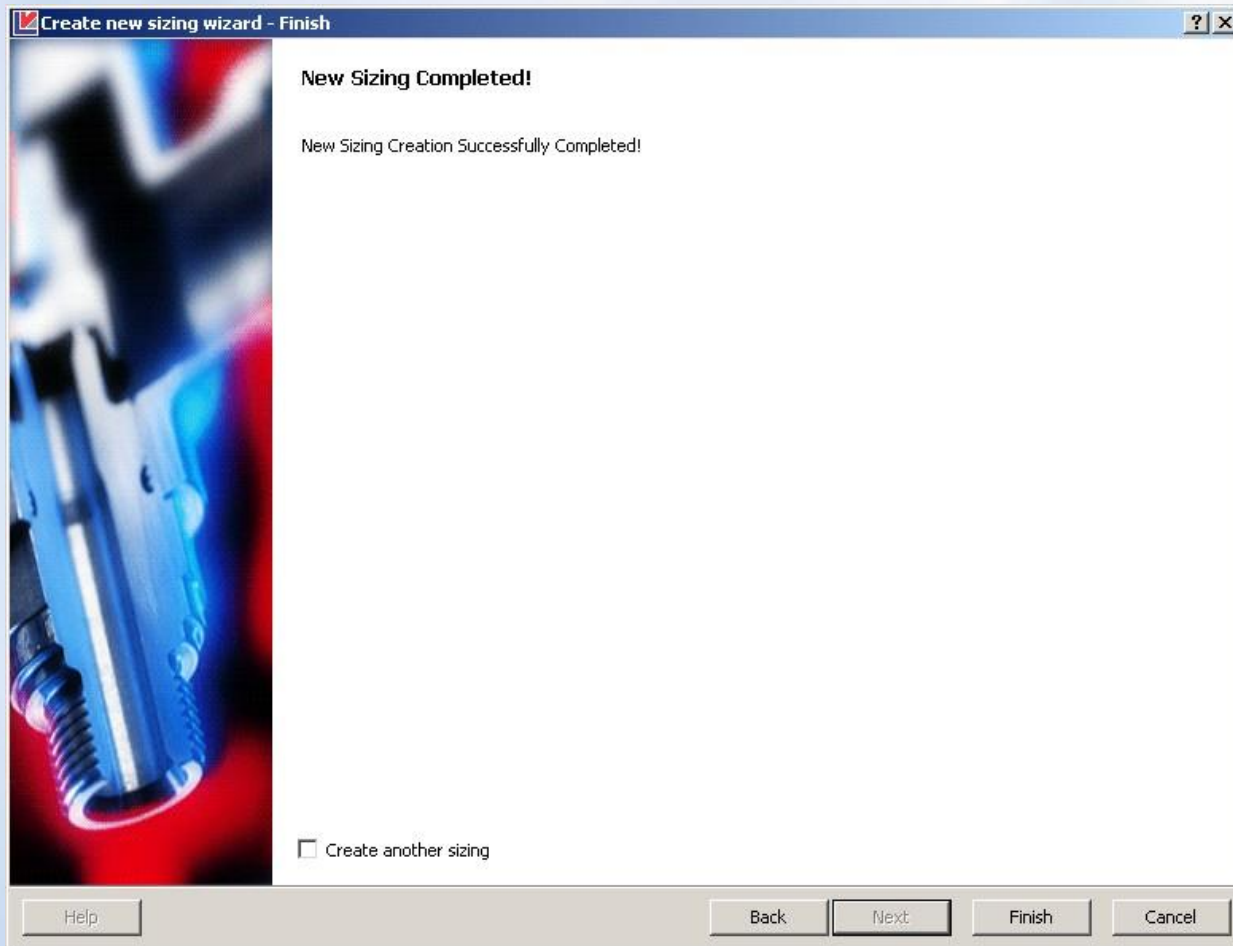 Create new sizing wizard - Finish
New Sizing Completed!
New Sizing Creation Successfully Completed!
Create another sizing
Help
Back
Next
Finish
Cancel